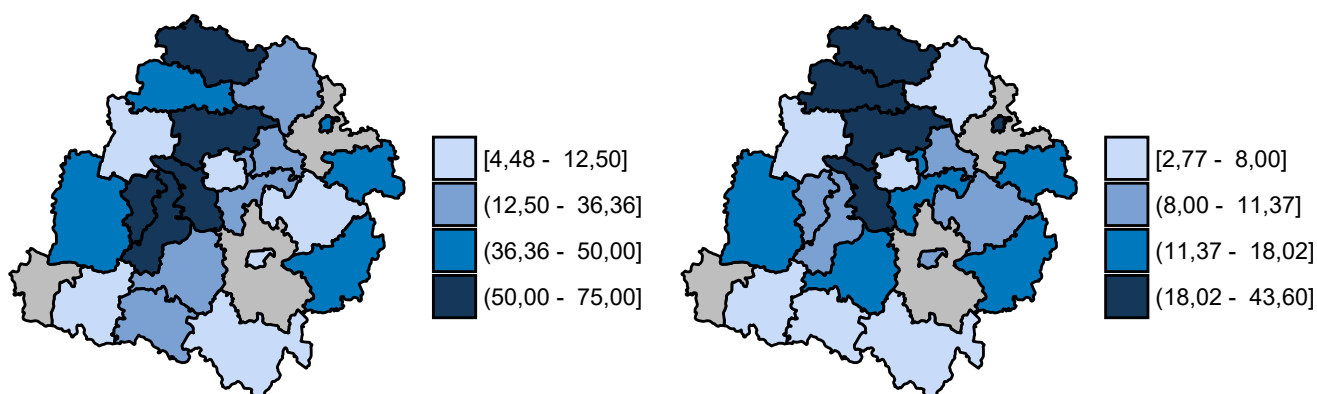 [4,48 - 12,50]
(12,50 - 36,36]
(36,36 - 50,00]
(50,00 - 75,00]
[2,77 - 8,00]
(8,00 - 11,37]
(11,37 - 18,02]
(18,02 - 43,60]